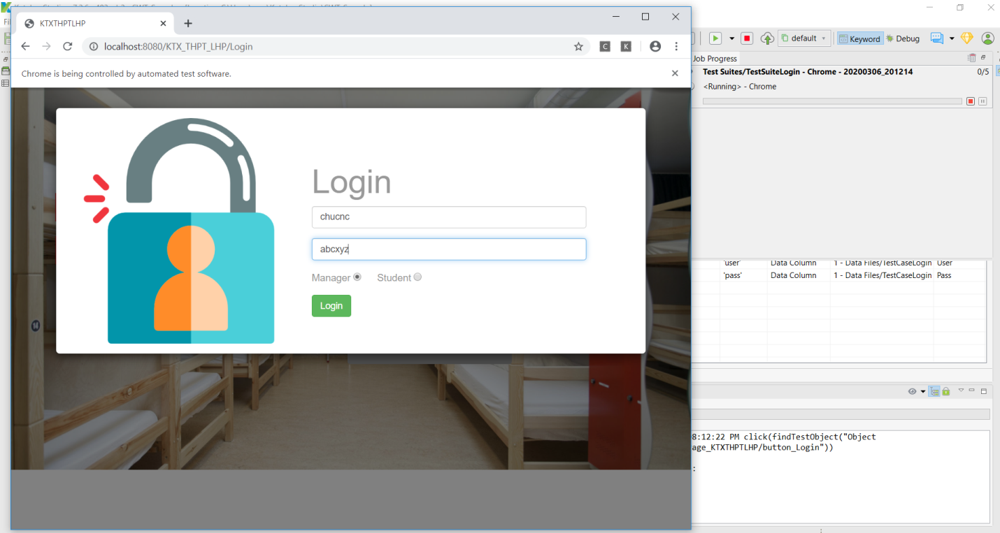 KTXTHPTLHP
localhost:8080/KTX_THPT_LHP/Login
C
K
Chrome is being controlled by automated test software.
Login
chucnc
abcxyz
Manager
Student
Login
default
Keyword
Debug
Job Progress
Test Suites/TestSuiteLogin - Chrome - 20200306_201214
0/5
<Running> - Chrome
'user' Data Column 1 - Data Files/TestCaseLogin User
'pass' Data Column 1 - Data Files/TestCaseLogin Pass
8:12:22 PM click(findTestObject("Object
age_KTXTHPTLHP/button_Login"))
: